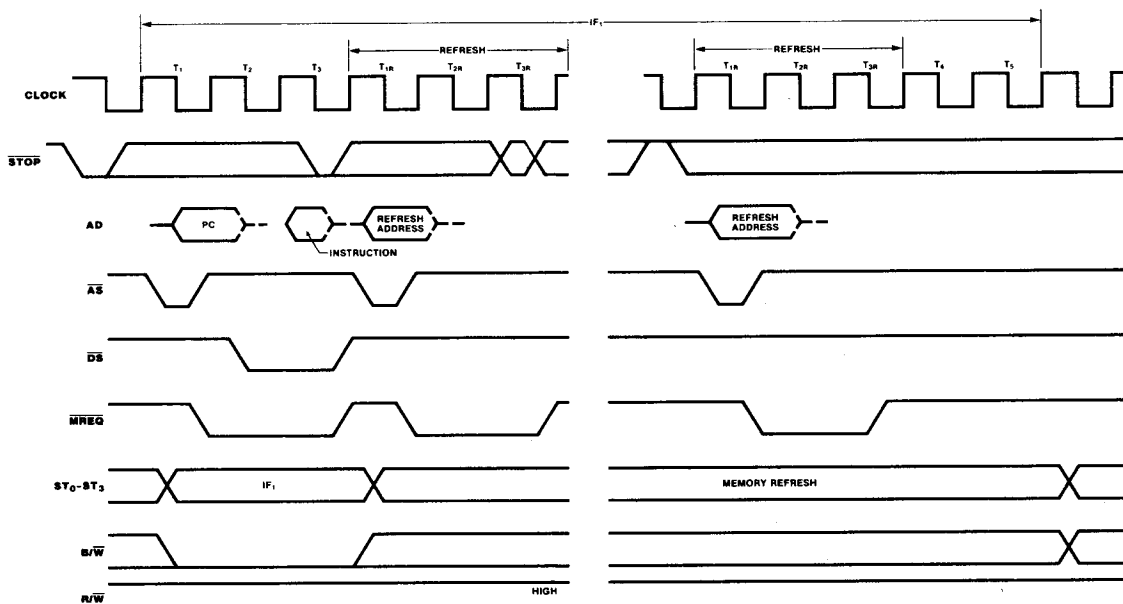 IF₁
REFRESH REFRESH
T₁ T₂ T₃ T₁R T₂R T₃R T₁R T₂R T₃R T₄ T₅
CLOCK
STOP
AD PC INSTRUCTION REFRESH ADDRESS REFRESH ADDRESS
AS
DS
MREQ
ST₀-ST₃ IF₁ MEMORY REFRESH
B/W
R/W HIGH